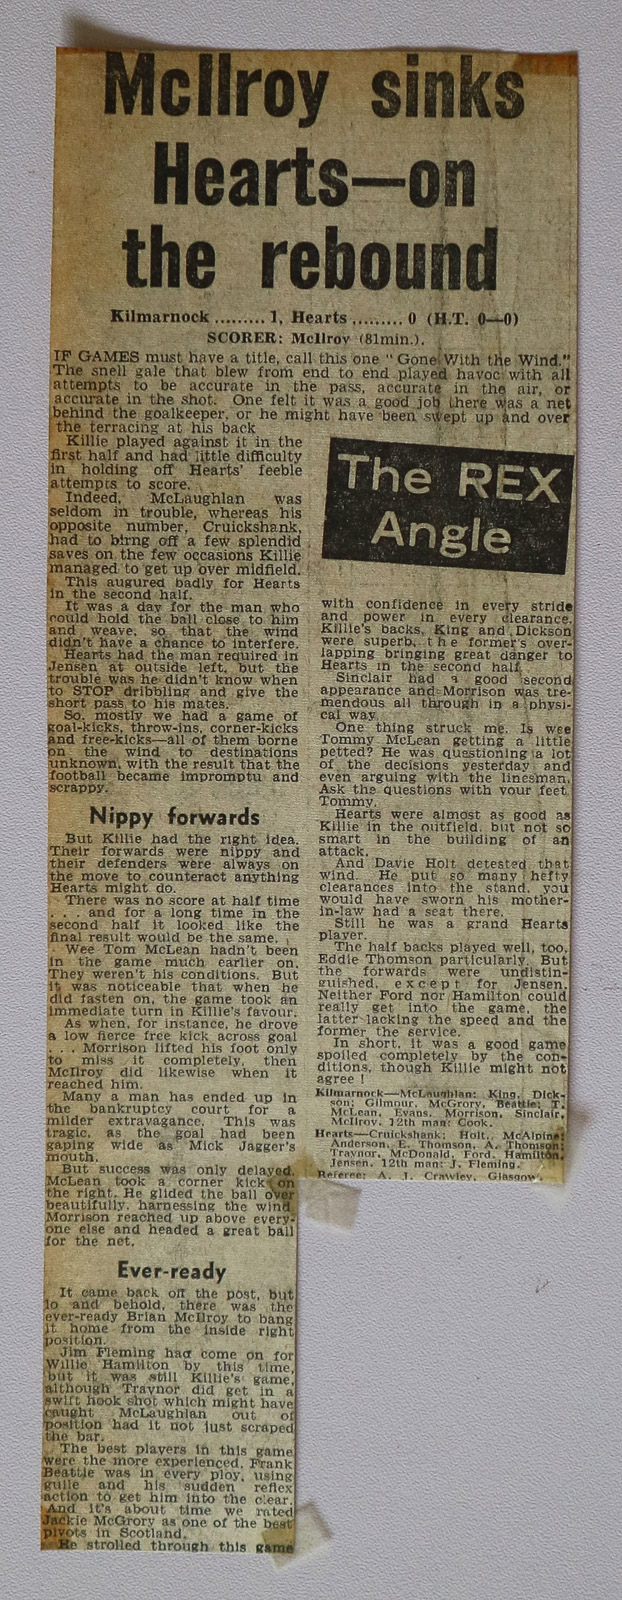 McIlroy sinks
Hearts—on
the rebound
Kilmarnock ......... 1, Hearts ......... 0 (H.T. 0—0)
SCORER: McIlroy (81min.).
IF GAMES must have a title, call this one "Gone With the Wind."
The snell gale that blew from end to end played havoc with all
attempts to be accurate in the pass, accurate in the air, or
accurate in the shot. One felt it was a good job there was a net
behind the goalkeeper, or he might have been swept up and over
the terracing at his back
Killie played against it in the
first half and had little difficulty
in holding off Hearts' feeble
attempts to score.
Indeed, McLaughlan was
seldom in trouble, whereas his
opposite number, Cruickshank,
had to birng off a few splendid
saves on the few occasions Killie
managed to get up over midfield.
This augured badly for Hearts
in the second half.
It was a day for the man who
could hold the ball close to him
and weave, so that the wind
didn't have a chance to interfere.
Hearts had the man required in
Jensen at outside left, but the
trouble was he didn't know when
to STOP dribbling and give the
short pass to his mates.
So, mostly we had a game of
goal-kicks, throw-ins, corner-kicks
and free-kicks—all of them borne
on the wind to destinations
unknown, with the result that the
football became impromptu and
scrappy.
Nippy forwards
But Killie had the right idea.
Their forwards were nippy and
their defenders were always on
the move to counteract anything
Hearts might do.
There was no score at half time
. . . and for a long time in the
second half it looked like the
final result would be the same.
Wee Tom McLean hadn't been
in the game much earlier on.
They weren't his conditions. But
it was noticeable that when he
did fasten on, the game took an
immediate turn in Killie's favour.
As when, for instance, he drove
a low fierce free kick across goal
. . . Morrison lifted his foot only
to miss it completely, then
McIlroy did likewise when it
reached him.
Many a man has ended up in
the bankruptcy court for a
milder extravagance. This was
tragic, as the goal had been
gaping wide as Mick Jagger's
mouth.
But success was only delayed.
McLean took a corner kick on
the right. He glided the ball over
beautifully, harnessing the wind
Morrison reached up above every-
one else and headed a great ball
for the net.
Ever-ready
It came back off the post, but
lo and behold, there was the
ever-ready Brian McIlroy to bang
it home from the inside right
position.
Jim Fleming had come on for
Willie Hamilton by this time,
but it was still Killie's game,
although Traynor did get in a
swift hook shot which might have
caught McLaughlan out of
position had it not just scraped
the bar.
The best players in this game
were the more experienced. Frank
Beattie was in every ploy, using
guile and his sudden reflex
action to get him into the clear.
And it's about time we rated
Jackie McGrory as one of the best
pivots in Scotland.
He strolled through this game
The REX
Angle
with confidence in every stride
and power in every clearance.
Killie's backs, King and Dickson
were superb, the former's over-
lapping bringing great danger to
Hearts in the second half.
Sinclair had a good second
appearance and Morrison was tre-
mendous all through in a physi-
cal way.
One thing struck me. Is wee
Tommy McLean getting a little
petted? He was questioning a lot
of the decisions yesterday and
even arguing with the linesman.
Ask the questions with your feet,
Tommy.
Hearts were almost as good as
Killie in the outfield, but not so
smart in the building of an
attack.
And Davie Holt detested that
wind. He put so many hefty
clearances into the stand, you
would have sworn his mother-
in-law had a seat there.
Still he was a grand Hearts
player.
The half backs played well, too,
Eddie Thomson particularly. But
the forwards were undistin-
guished, except for Jensen.
Neither Ford nor Hamilton could
really get into the game, the
latter lacking the speed and the
former the service.
In short, it was a good game
spoiled completely by the con-
ditions, though Killie might not
agree !
Kilmarnock—McLaughlan; King, Dick-
son; Gilmour, McGrory, Beattie; T.
McLean, Evans, Morrison, Sinclair,
McIlroy. 12th man: Cook.
Hearts—Cruickshank; Holt, McAlpine;
Anderson, E. Thomson, A. Thomson;
Traynor, McDonald, Ford, Hamilton,
Jensen. 12th man: J. Fleming.
Referee: A. J. Crawley, Glasgow.